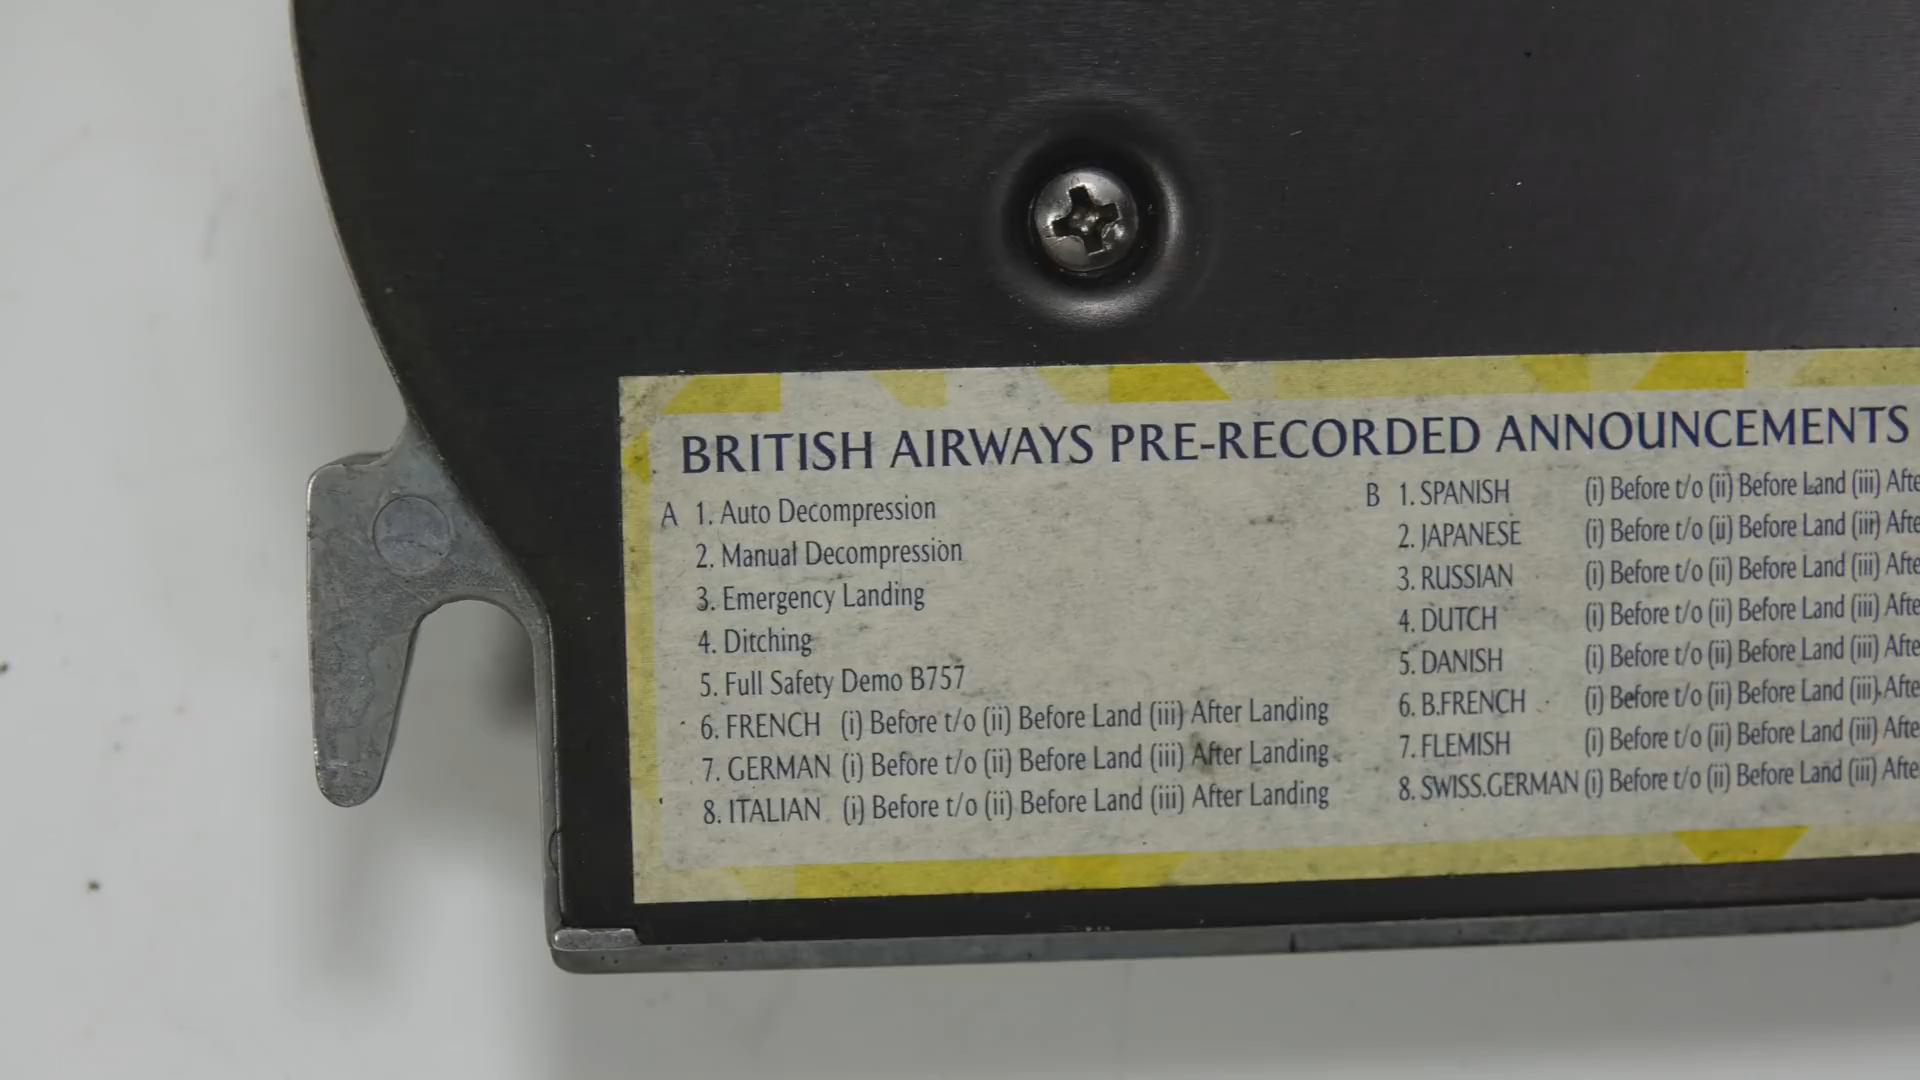 BRITISH AIRWAYS PRE-RECORDED ANNOUNCEMENTS
A 1. Auto Decompression
2. Manual Decompression
3. Emergency Landing
4. Ditching
5. Full Safety Demo B757
6. FRENCH (i) Before t/o (ii) Before Land (iii) After Landing
7. GERMAN (i) Before t/o (ii) Before Land (iii) After Landing
8. ITALIAN (i) Before t/o (ii) Before Land (iii) After Landing
B 1. SPANISH (i) Before t/o (ii) Before Land (iii)
2. JAPANESE (i) Before t/o (ii) Before Land (iii)
3. RUSSIAN (i) Before t/o (ii) Before Land (iii)
4. DUTCH (i) Before t/o (ii) Before Land (iii)
5. DANISH (i) Before t/o (ii) Before Land (iii)
6. B.FRENCH (i) Before t/o (ii) Before Land (iii)
7. FLEMISH (i) Before t/o (ii) Before Land (iii)
8. SWISS.GERMAN (i) Before t/o (ii) Before Land (iii)